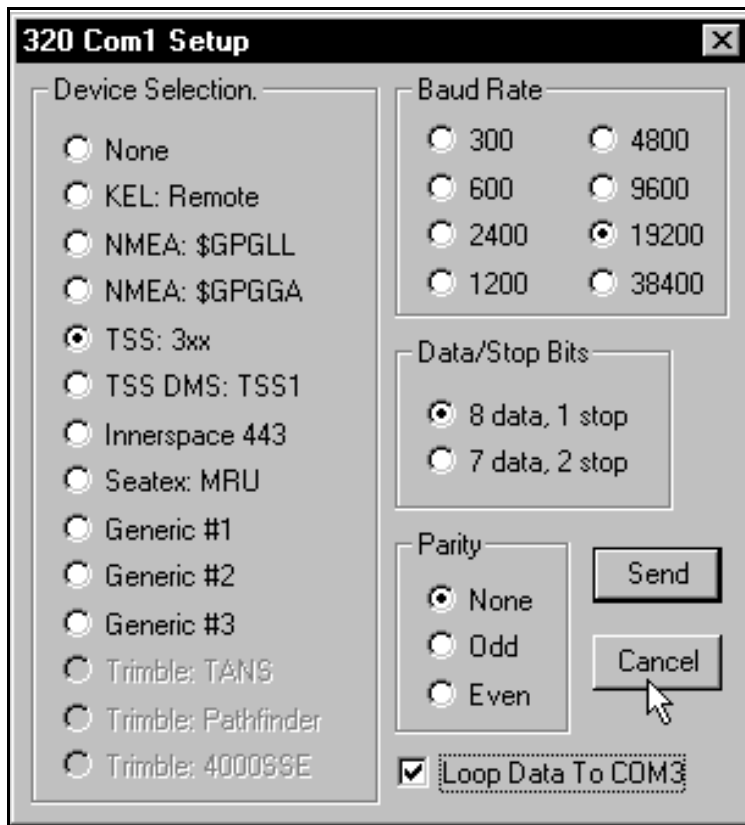 320 Com1 Setup
Device Selection.
None
KEL: Remote
NMEA: $GPGLL
NMEA: $GPGGA
TSS: 3xx
TSS DMS: TSS1
Innerspace 443
Seatex: MRU
Generic #1
Generic #2
Generic #3
Trimble: TANS
Trimble: Pathfinder
Trimble: 4000SSE
Baud Rate
300 4800
600 9600
2400 19200
1200 38400
Data/Stop Bits
8 data, 1 stop
7 data, 2 stop
Parity
None
Odd
Even
Send
Cancel
Loop Data To COM3